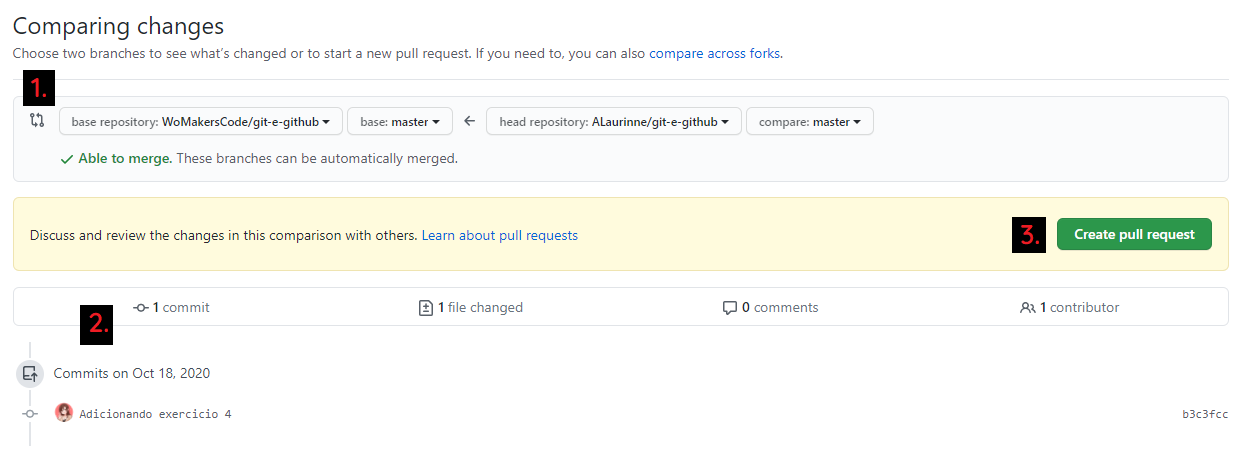 Comparing changes
Choose two branches to see what's changed or to start a new pull request. If you need to, you can also compare across forks.
1.
base repository: WoMakersCode/git-e-github base: master head repository: ALaurinne/git-e-github compare: master
Able to merge. These branches can be automatically merged.
Discuss and review the changes in this comparison with others. Learn about pull requests 3. Create pull request
1 commit 1 file changed 0 comments 1 contributor
2.
Commits on Oct 18, 2020
Adicionando exercicio 4 b3c3fcc